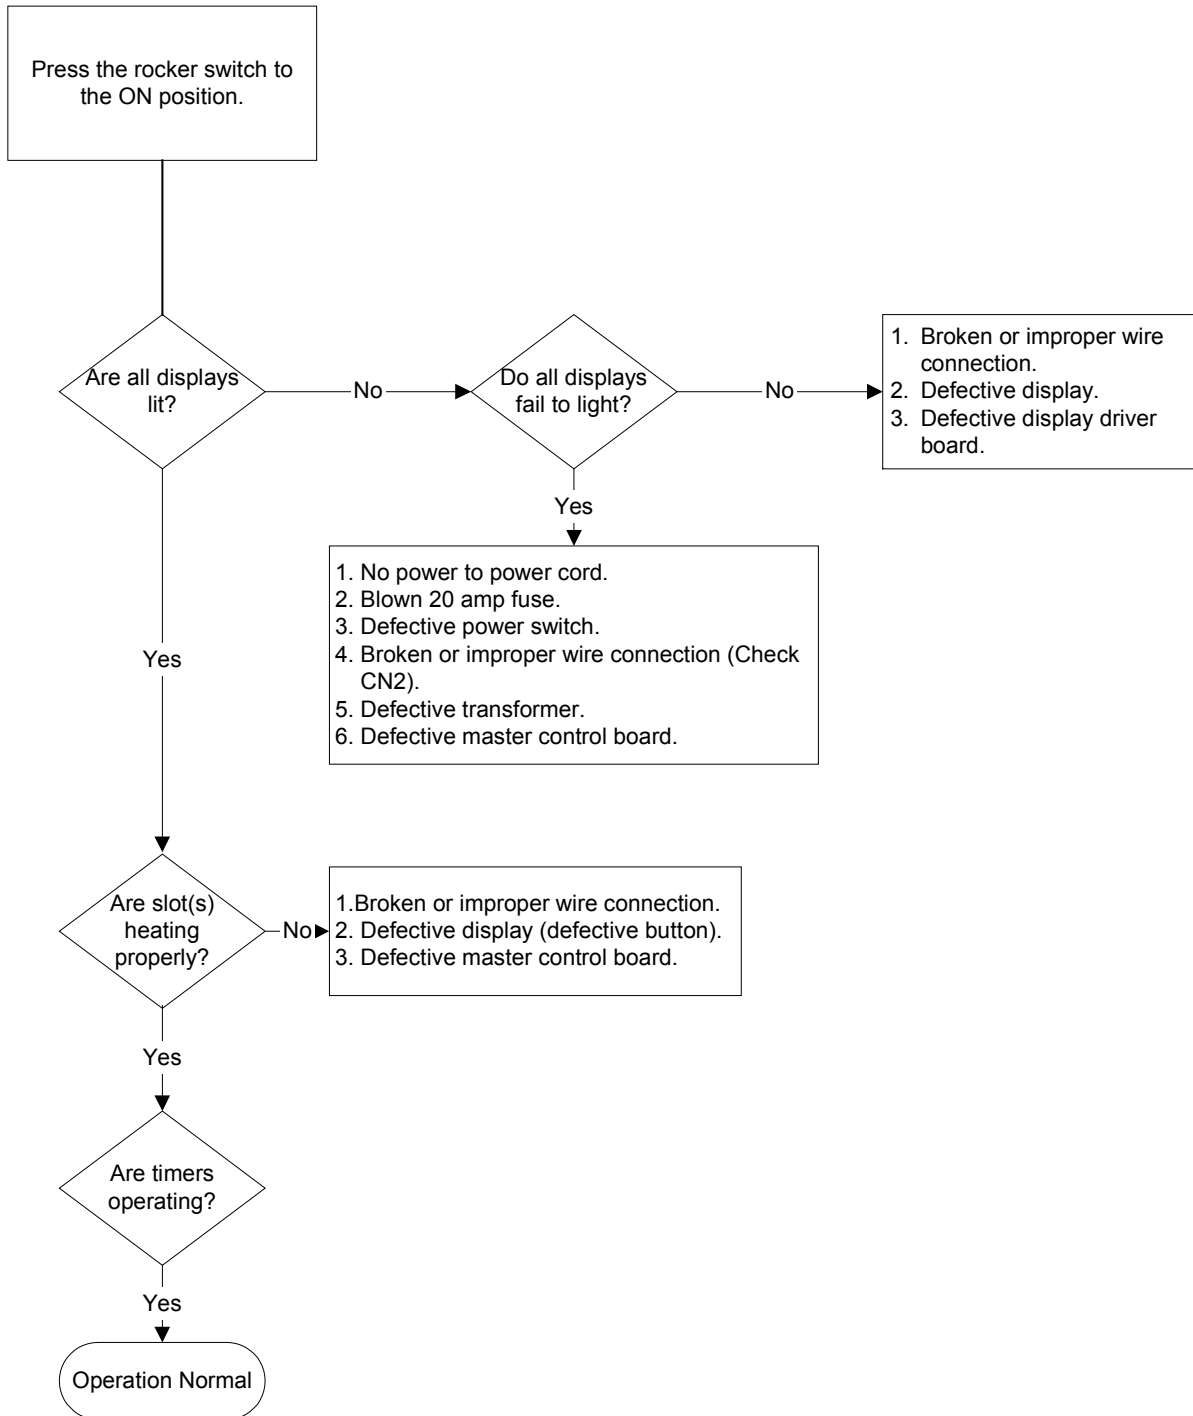 Press the rocker switch to
the ON position.
Are all displays
lit?
No
Do all displays
fail to light?
No
1. Broken or improper wire
connection.
2. Defective display.
3. Defective display driver
board.
Yes
1. No power to power cord.
2. Blown 20 amp fuse.
3. Defective power switch.
4. Broken or improper wire connection (Check
CN2).
5. Defective transformer.
6. Defective master control board.
Yes
Are slot(s)
heating
properly?
No
1.Broken or improper wire connection.
2. Defective display (defective button).
3. Defective master control board.
Yes
Are timers
operating?
Yes
Operation Normal